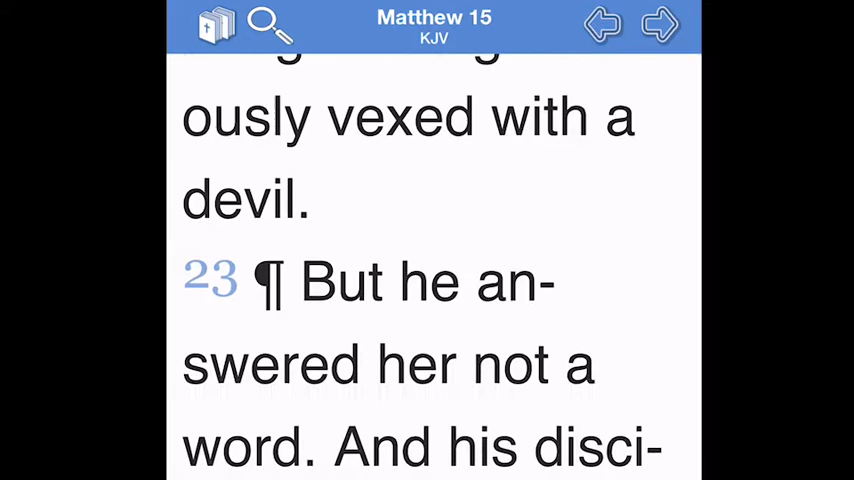 Matthew 15
KJV
ously vexed with a
devil.
23 ¶ But he an-
swered her not a
word. And his disci-